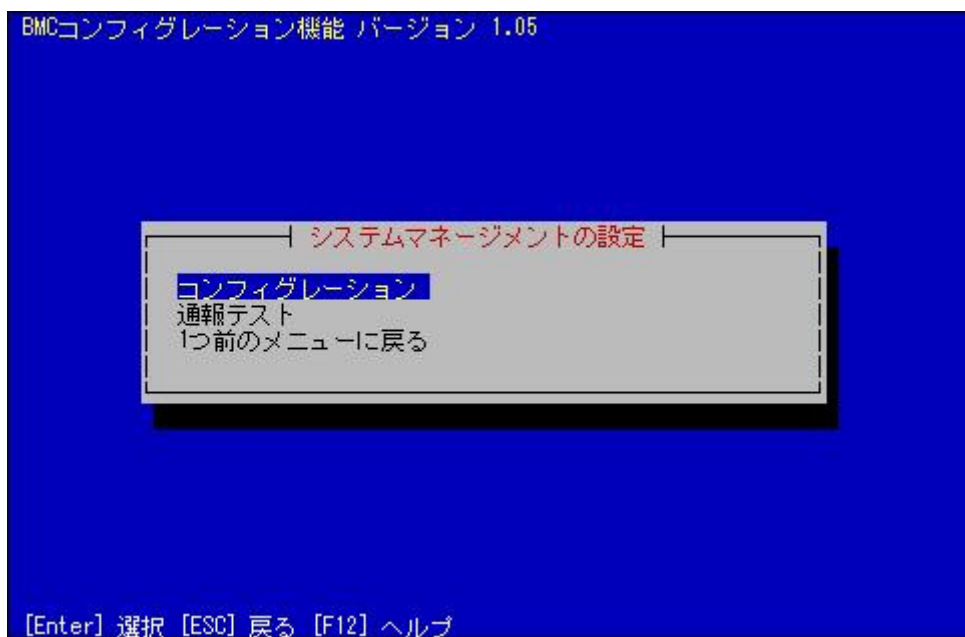 BMCコンフィグレーション機能 バージョン 1.05
システムマネージメントの設定
コンフィグレーション
通報テスト
1つ前のメニューに戻る
[Enter] 選択 [ESC] 戻る [F12] ヘルプ